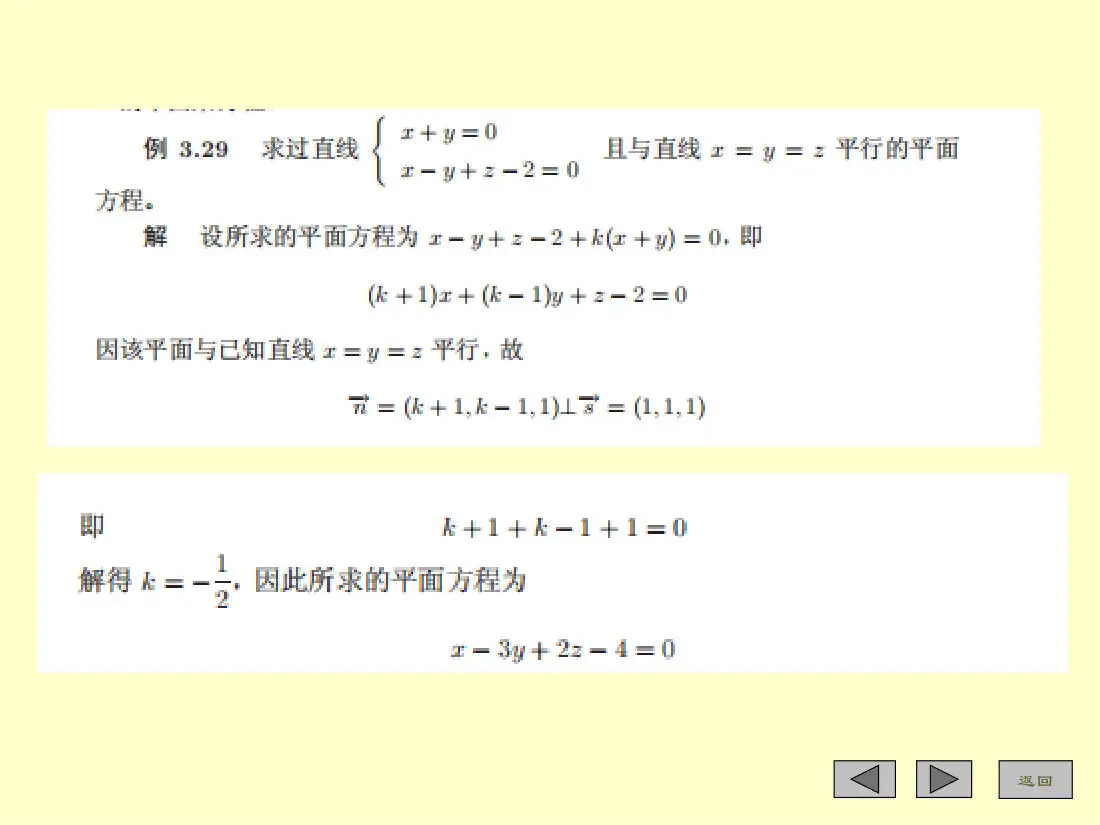 例 3.29 求过直线 { x + y = 0
x − y + z − 2 = 0 且与直线 x = y = z 平行的平面
方程。
解 设所求的平面方程为 x − y + z − 2 + k(x + y) = 0, 即
(k + 1)x + (k − 1)y + z − 2 = 0
因该平面与已知直线 x = y = z 平行, 故
n⃗ = (k + 1, k − 1, 1)⊥s⃗ = (1, 1, 1)
即 k + 1 + k − 1 + 1 = 0
解得 k = −1/2, 因此所求的平面方程为
x − 3y + 2z − 4 = 0
返回